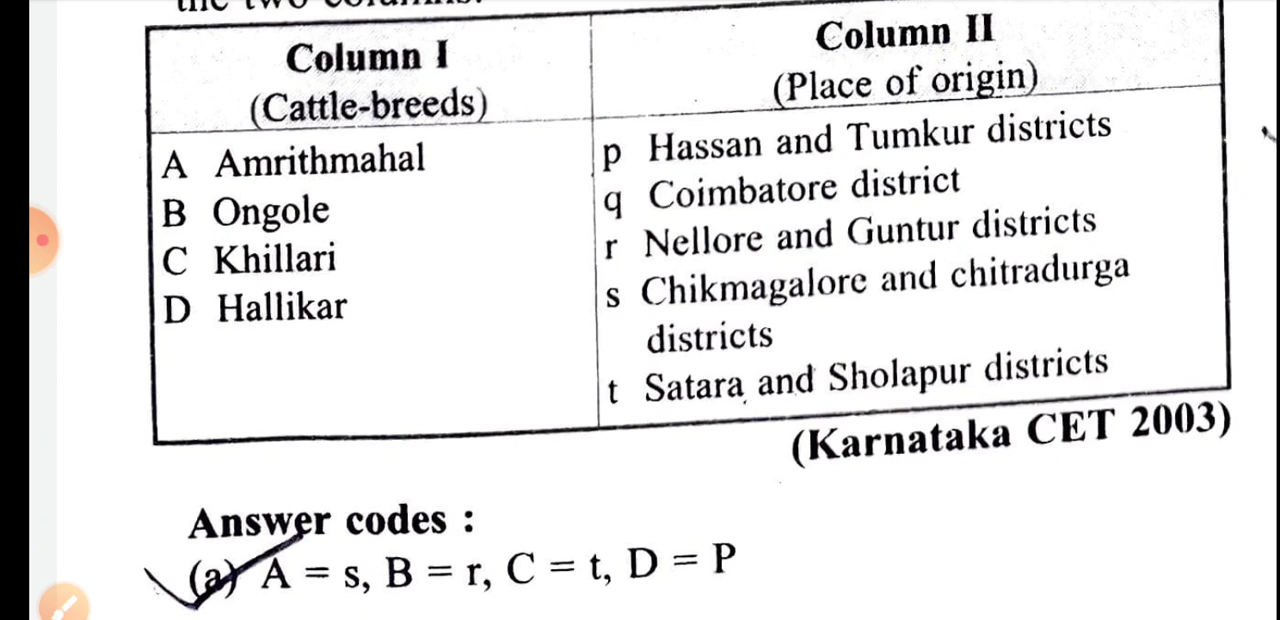 Column I
(Cattle-breeds)
Column II
(Place of origin)
A Amrithmahal
B Ongole
C Khillari
D Hallikar
p Hassan and Tumkur districts
q Coimbatore district
r Nellore and Guntur districts
s Chikmagalore and chitradurga
districts
t Satara and Sholapur districts
(Karnataka CET 2003)
Answer codes :
(a) A = s, B = r, C = t, D = P